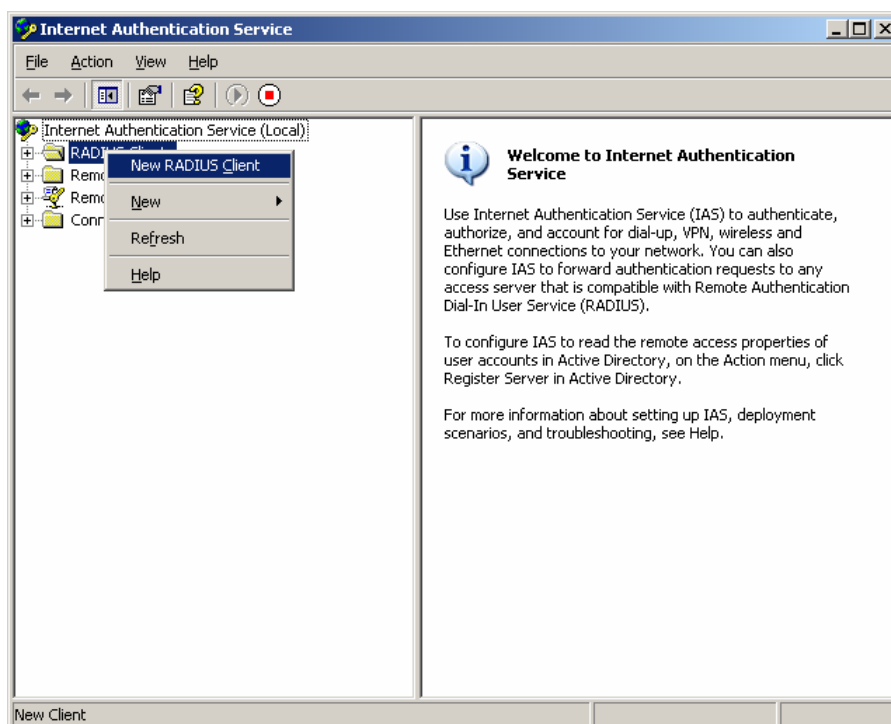 Internet Authentication Service
File Action View Help
Internet Authentication Service (Local)
RADIUS Client
Remo
Remo
Conn
New RADIUS Client
New
Refresh
Help
Welcome to Internet Authentication
Service
Use Internet Authentication Service (IAS) to authenticate,
authorize, and account for dial-up, VPN, wireless and
Ethernet connections to your network. You can also
configure IAS to forward authentication requests to any
access server that is compatible with Remote Authentication
Dial-In User Service (RADIUS).
To configure IAS to read the remote access properties of
user accounts in Active Directory, on the Action menu, click
Register Server in Active Directory.
For more information about setting up IAS, deployment
scenarios, and troubleshooting, see Help.
New Client